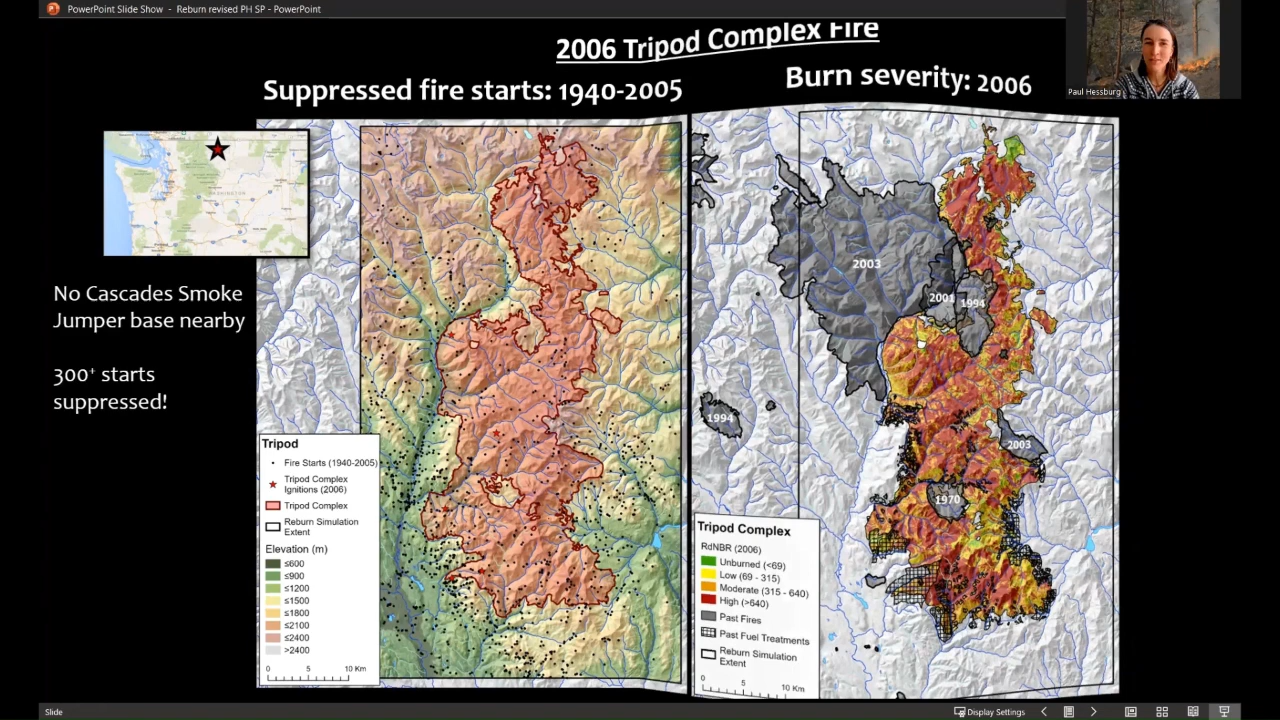 PowerPoint Slide Show - Reburn revised PH SP - PowerPoint
2006 Tripod Complex Fire
Suppressed fire starts: 1940-2005
Burn severity: 2006
Paul Hessburg
WASHINGTON
No Cascades Smoke
Jumper base nearby
300+ starts
suppressed!
Tripod
Fire Starts (1940-2005)
Tripod Complex
Ignitions (2006)
Tripod Complex
Reburn Simulation
Extent
Elevation (m)
≤600
≤900
≤1200
≤1500
≤1800
≤2100
≤2400
>2400
0 5 10 Km
2003
2001
1994
1994
2003
1970
Tripod Complex
RdNBR (2006)
Unburned (<69)
Low (69 - 315)
Moderate (315 - 640)
High (>640)
Past Fires
Past Fuel Treatments
Reburn Simulation
Extent
0 5 10 Km
Slide
Display Settings